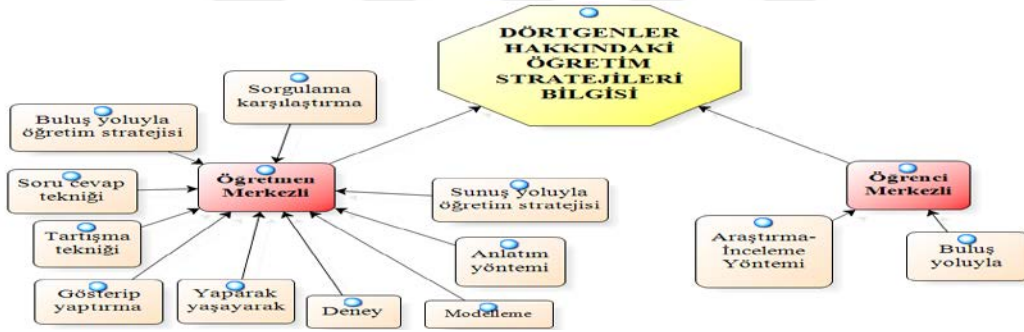 DÖRTGENLER
HAKKINDAKİ
ÖĞRETİM
STRATEJİLERİ
BİLGİSİ
Sorgulama
karşılaştırma
Buluş yoluyla
öğretim stratejisi
Soru cevap
tekniği
Öğretmen
Merkezli
Sunuş yoluyla
öğretim stratejisi
Tartışma
tekniği
Anlatım
yöntemi
Gösterip
yaptırma
Yaparak
yaşayarak
Deney
Modelleme
Öğrenci
Merkezli
Araştırma-
İnceleme
Yöntemi
Buluş
yoluyla